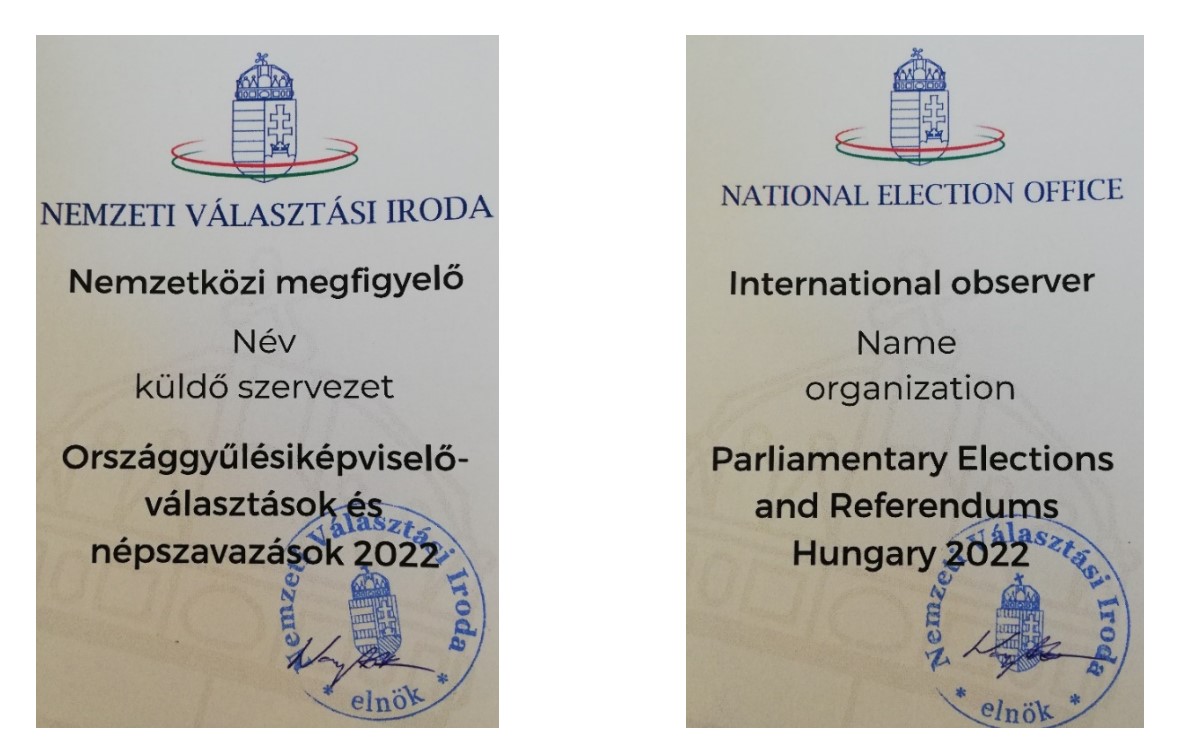 NEMZETI VÁLASZTÁSI IRODA
Nemzetközi megfigyelő
Név
küldő szervezet
Országgyűlésiképviselő-
választások és
népszavazások 2022
Nemzeti Választási Iroda
* elnök *
NATIONAL ELECTION OFFICE
International observer
Name
organization
Parliamentary Elections
and Referendums
Hungary 2022
Nemzeti Választási Iroda
* elnök *